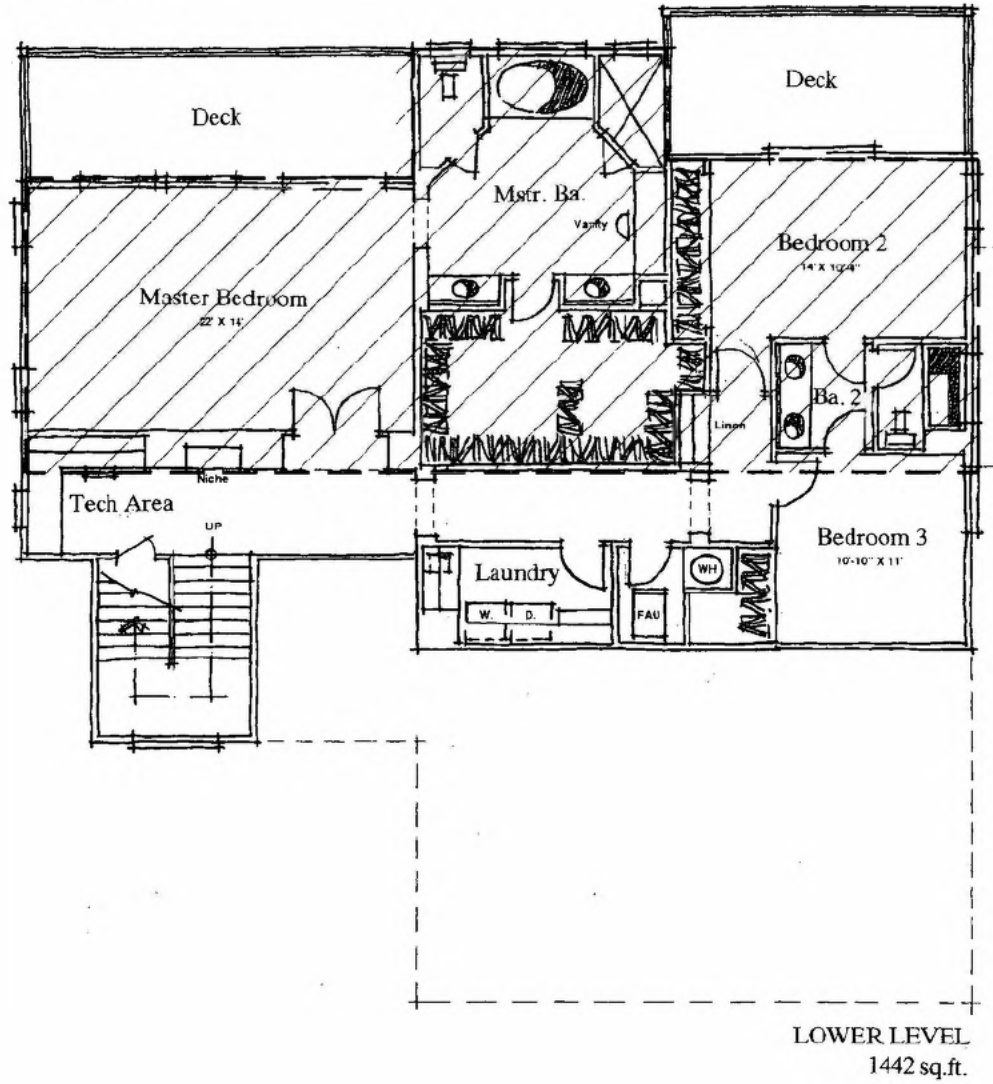 Deck
Deck
Mstr. Ba.
Vanity
Bedroom 2
14' X 10'-4"
Master Bedroom
22' X 14'
Ba. 2
Linen
Niche
Tech Area
UP
Bedroom 3
10'-10" X 11'
Laundry
WH
W.
D.
FAU
LOWER LEVEL
1442 sq.ft.